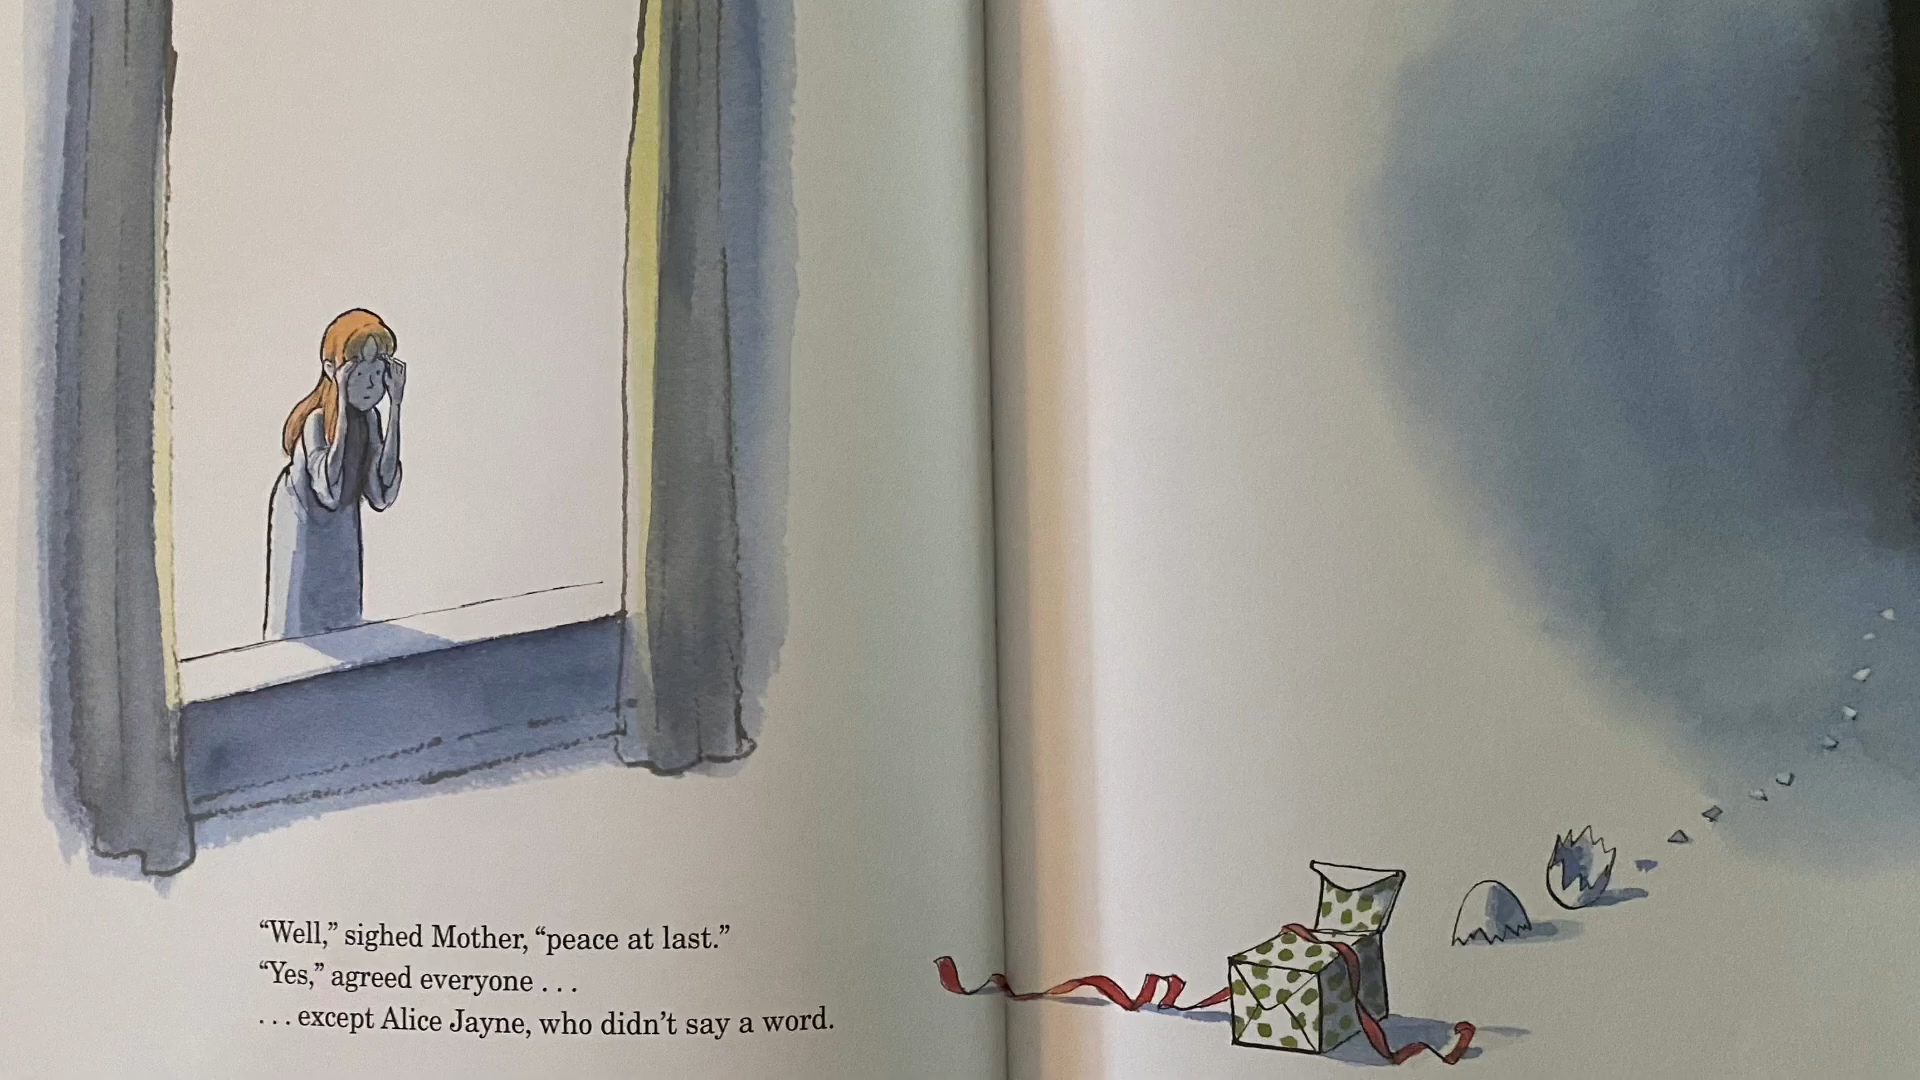 “Well,” sighed Mother, “peace at last.”
“Yes,” agreed everyone . . .
. . . except Alice Jayne, who didn’t say a word.